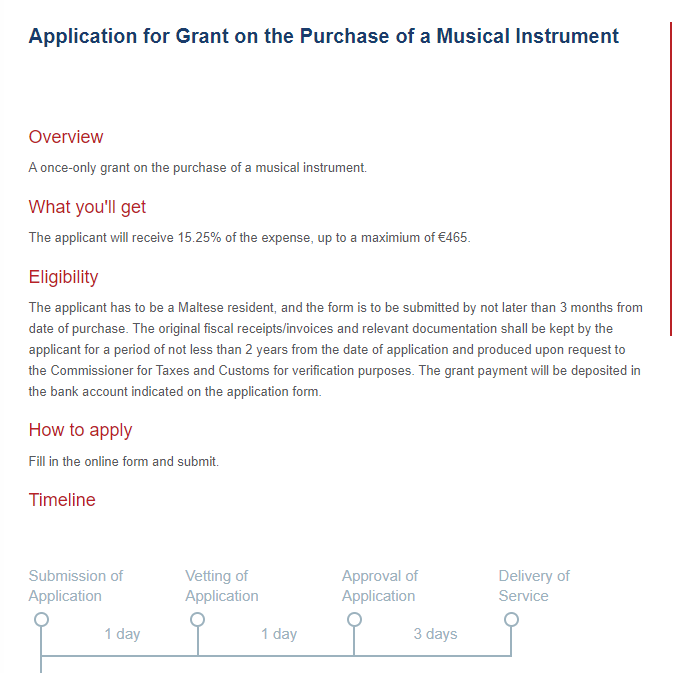 Application for Grant on the Purchase of a Musical Instrument
Overview
A once-only grant on the purchase of a musical instrument.
What you'll get
The applicant will receive 15.25% of the expense, up to a maximium of €465.
Eligibility
The applicant has to be a Maltese resident, and the form is to be submitted by not later than 3 months from
date of purchase. The original fiscal receipts/invoices and relevant documentation shall be kept by the
applicant for a period of not less than 2 years from the date of application and produced upon request to
the Commissioner for Taxes and Customs for verification purposes. The grant payment will be deposited in
the bank account indicated on the application form.
How to apply
Fill in the online form and submit.
Timeline
Submission of
Application
Vetting of
Application
Approval of
Application
Delivery of
Service
1 day
1 day
3 days